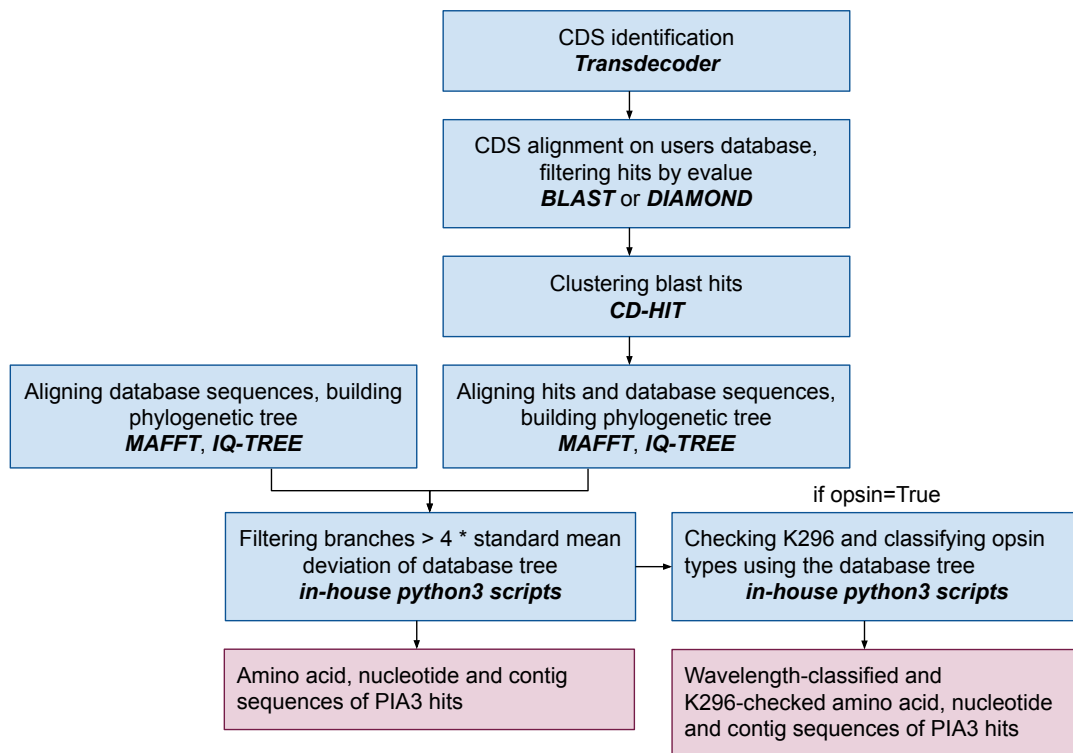 CDS identification
Transdecoder
CDS alignment on users database,
filtering hits by evalue
BLAST or DIAMOND
Clustering blast hits
CD-HIT
Aligning database sequences, building
phylogenetic tree
MAFFT, IQ-TREE
Aligning hits and database sequences,
building phylogenetic tree
MAFFT, IQ-TREE
if opsin=True
Filtering branches > 4 * standard mean
deviation of database tree
in-house python3 scripts
Checking K296 and classifying opsin
types using the database tree
in-house python3 scripts
Amino acid, nucleotide and contig
sequences of PIA3 hits
Wavelength-classified and
K296-checked amino acid, nucleotide
and contig sequences of PIA3 hits